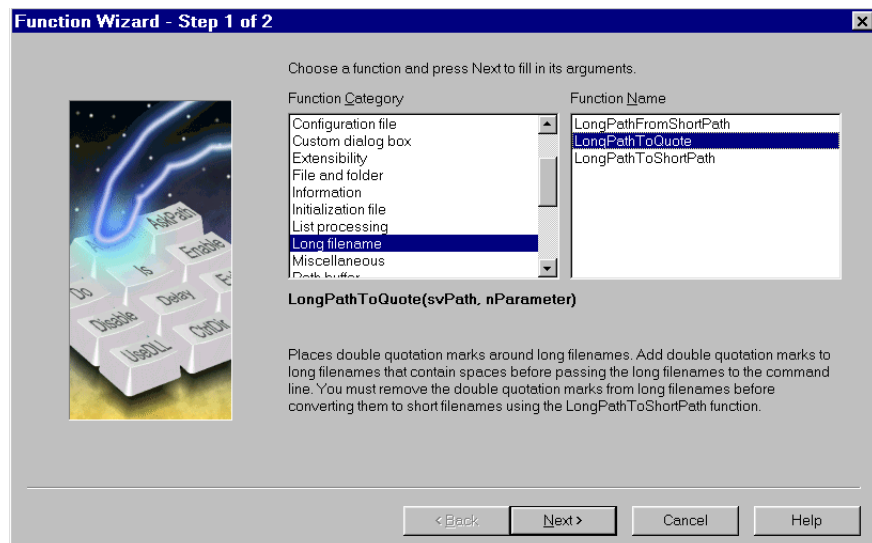 Function Wizard - Step 1 of 2
Choose a function and press Next to fill in its arguments.
Function Category
Function Name
Configuration file
Custom dialog box
Extensibility
File and folder
Information
Initialization file
List processing
Long filename
Miscellaneous
Path buffer
LongPathFromShortPath
LongPathToQuote
LongPathToShortPath
AskPath
Is
Enable
Do
Delay
Disable
CtrlDir
UseDLL
LongPathToQuote(svPath, nParameter)
Places double quotation marks around long filenames. Add double quotation marks to
long filenames that contain spaces before passing the long filenames to the command
line. You must remove the double quotation marks from long filenames before
converting them to short filenames using the LongPathToShortPath function.
< Back
Next >
Cancel
Help